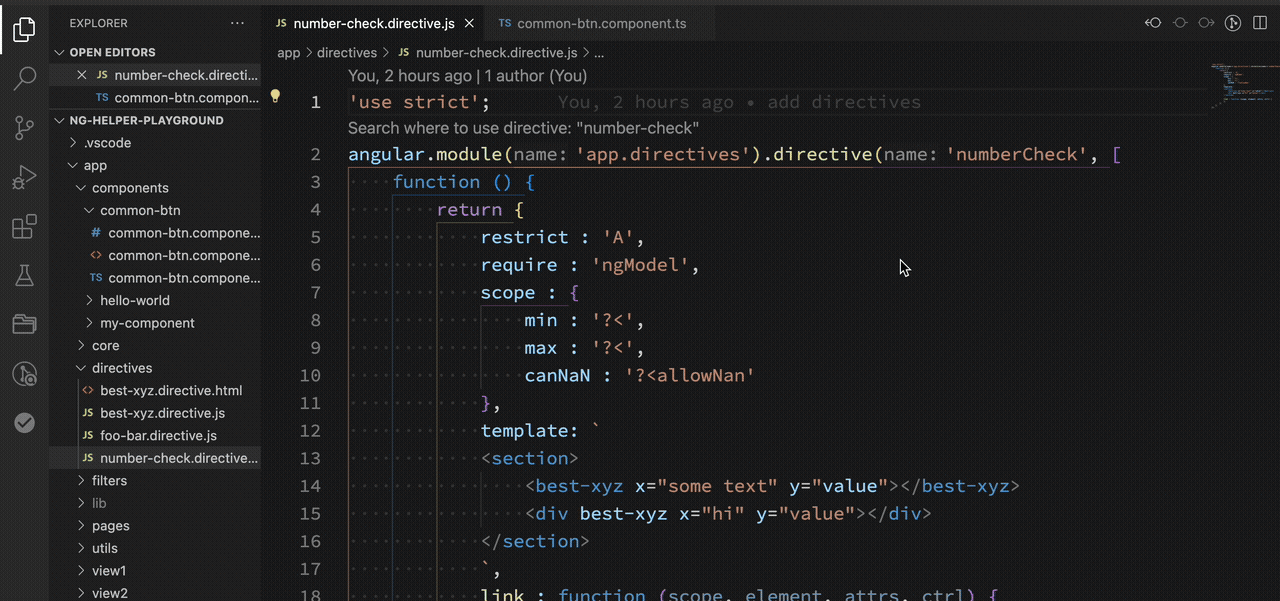 EXPLORER ...
OPEN EDITORS
JS number-check.directi...
TS common-btn.compon...
NG-HELPER-PLAYGROUND
.vscode
app
components
common-btn
# common-btn.compone...
<> common-btn.compone...
TS common-btn.compone...
hello-world
my-component
core
directives
<> best-xyz.directive.html
JS best-xyz.directive.js
JS foo-bar.directive.js
JS number-check.directive...
filters
lib
pages
utils
view1
view2
JS number-check.directive.js
TS common-btn.component.ts
app > directives > JS number-check.directive.js > ...
You, 2 hours ago | 1 author (You)
1 'use strict'; You, 2 hours ago • add directives
Search where to use directive: "number-check"
2 angular.module(name: 'app.directives').directive(name: 'numberCheck', [
3 function () {
4 return {
5 restrict : 'A',
6 require : 'ngModel',
7 scope : {
8 min : '?<',
9 max : '?<',
10 canNaN : '?<allowNan'
11 },
12 template: `
13 <section>
14 <best-xyz x="some text" y="value"></best-xyz>
15 <div best-xyz x="hi" y="value"></div>
16 </section>
17 `,
18 link : function (scope, element, attrs, ctrl) {